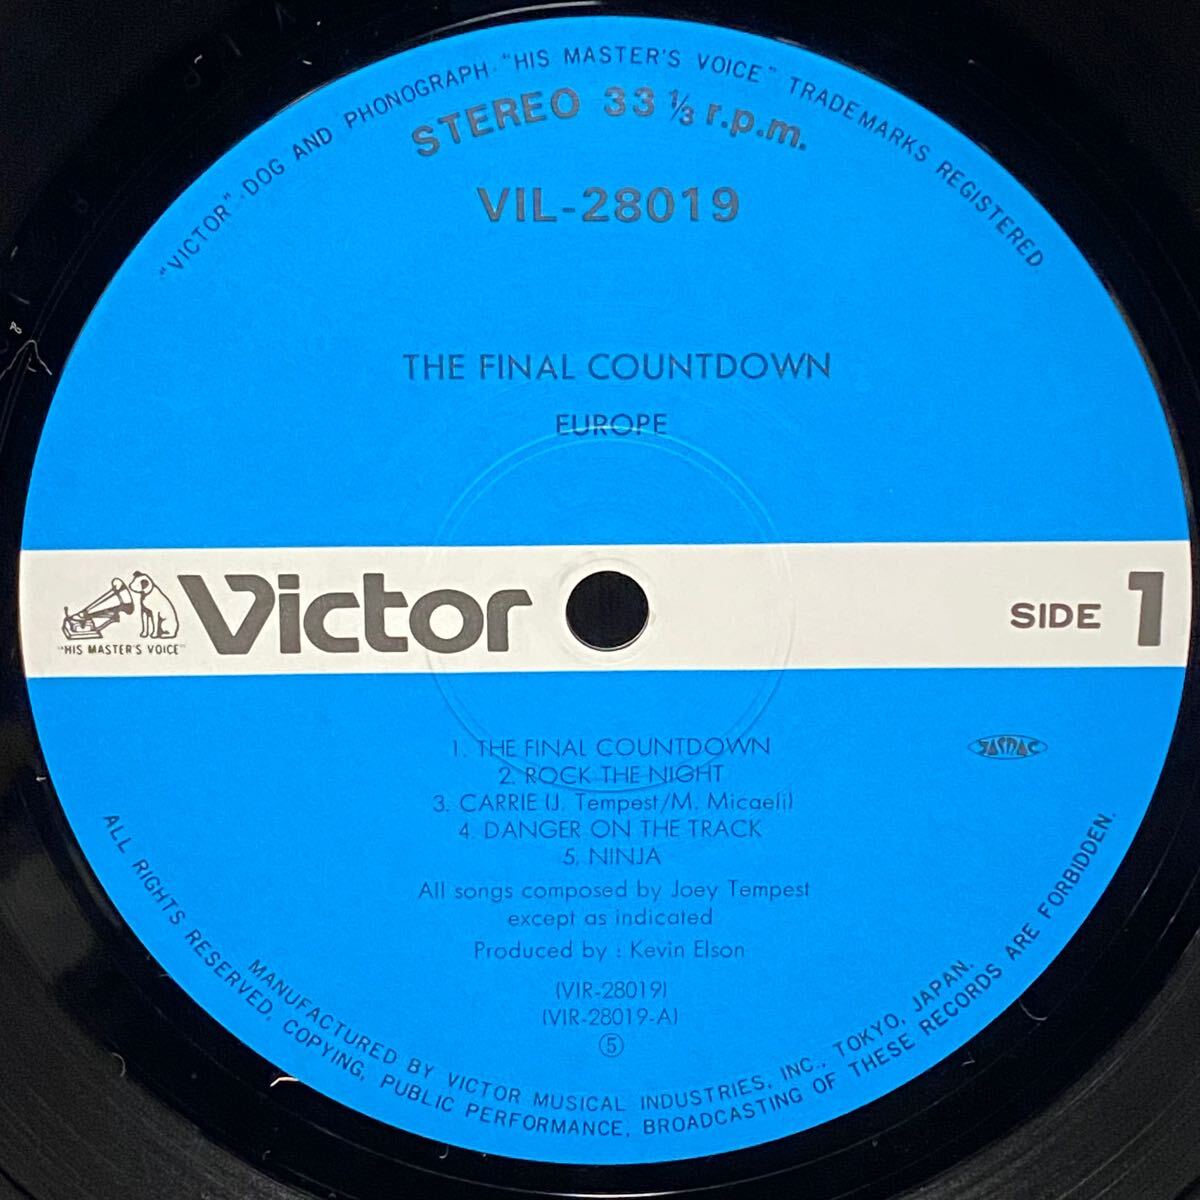 "VICTOR"-DOG AND PHONOGRAPH-"HIS MASTER'S VOICE" TRADEMARKS REGISTERED.
STEREO 33 ⅓ r.p.m.
VIL-28019
THE FINAL COUNTDOWN
EUROPE
"HIS MASTER'S VOICE"
Victor
SIDE 1
1. THE FINAL COUNTDOWN
2. ROCK THE NIGHT
3. CARRIE (J. Tempest/M. Micaeli)
4. DANGER ON THE TRACK
5. NINJA
JASRAC
All songs composed by Joey Tempest
except as indicated
Produced by : Kevin Elson
(VIR-28019)
(VIR-28019-A)
⑤
MANUFACTURED BY VICTOR MUSICAL INDUSTRIES, INC., TOKYO, JAPAN.
ALL RIGHTS RESERVED, COPYING, PUBLIC PERFORMANCE, BROADCASTING OF THESE RECORDS ARE FORBIDDEN.